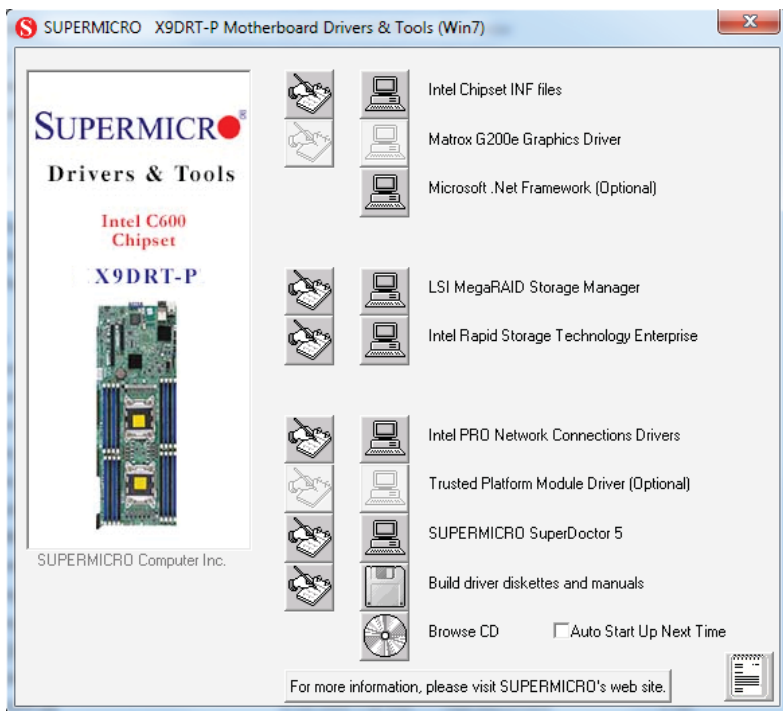 SUPERMICRO X9DRT-P Motherboard Drivers & Tools (Win7)
SUPERMICRO®
Drivers & Tools
Intel C600
Chipset
X9DRT-P
SUPERMICRO Computer Inc.
Intel Chipset INF files
Matrox G200e Graphics Driver
Microsoft .Net Framework (Optional)
LSI MegaRAID Storage Manager
Intel Rapid Storage Technology Enterprise
Intel PRO Network Connections Drivers
Trusted Platform Module Driver (Optional)
SUPERMICRO SuperDoctor 5
Build driver diskettes and manuals
Browse CD
Auto Start Up Next Time
For more information, please visit SUPERMICRO's web site.